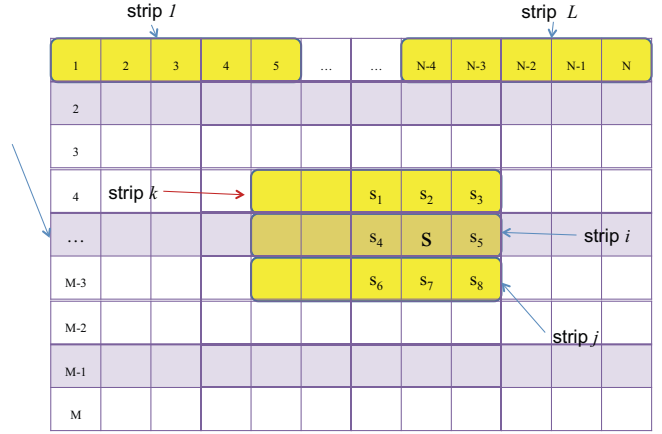 strip 1 strip L
1 2 3 4 5 ... ... N-4 N-3 N-2 N-1 N
2
3
4 strip k s1 s2 s3
... s4 S s5 strip i
M-3 s6 s7 s8
M-2
strip j
M-1
M